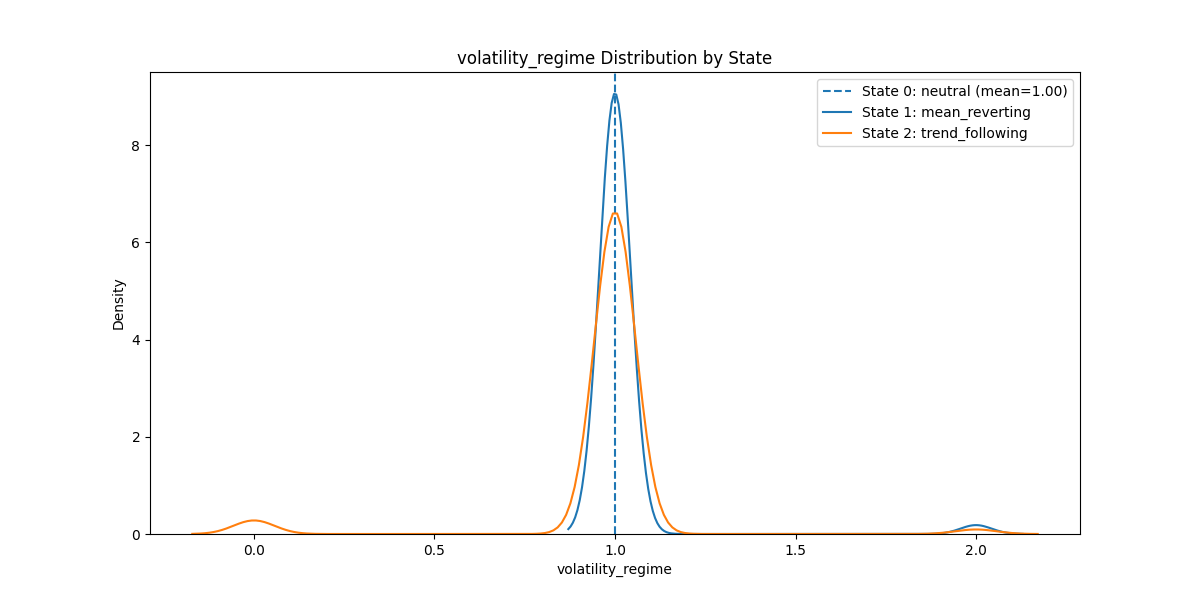 volatility_regime Distribution by State
State 0: neutral (mean=1.00)
State 1: mean_reverting
State 2: trend_following
Density
8
6
4
2
0
0.0 0.5 1.0 1.5 2.0
volatility_regime